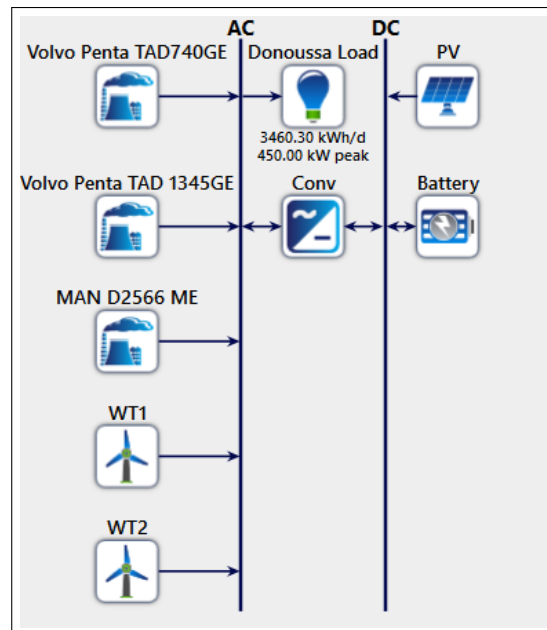 AC DC
Volvo Penta TAD740GE Donoussa Load PV
3460.30 kWh/d
450.00 kW peak
Volvo Penta TAD 1345GE Conv Battery
MAN D2566 ME
WT1
WT2